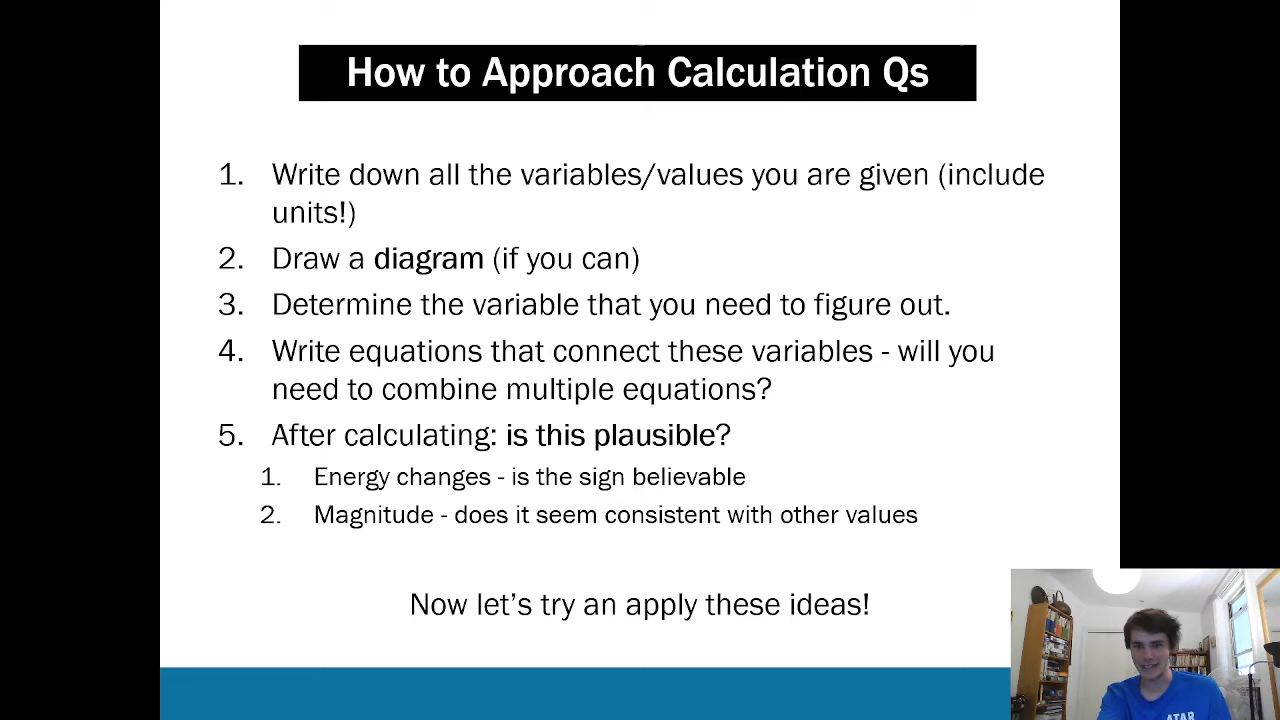 How to Approach Calculation Qs
1. Write down all the variables/values you are given (include
units!)
2. Draw a diagram (if you can)
3. Determine the variable that you need to figure out.
4. Write equations that connect these variables - will you
need to combine multiple equations?
5. After calculating: is this plausible?
1. Energy changes - is the sign believable
2. Magnitude - does it seem consistent with other values
Now let's try an apply these ideas!
ATAR